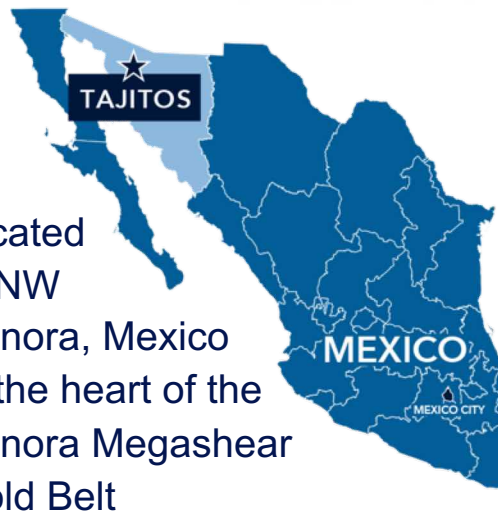 TAJITOS
cated
NW
nora, Mexico
the heart of the
nora Megashear
old Belt
MEXICO
MEXICO CITY